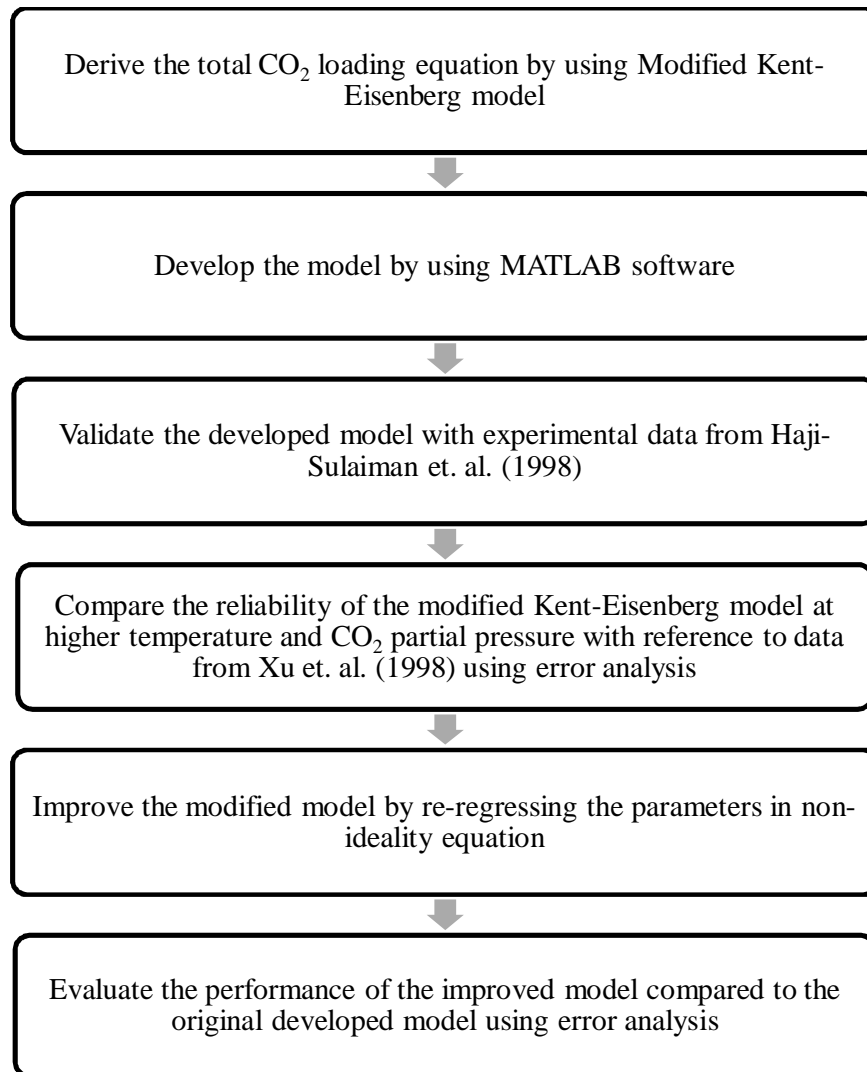 Derive the total CO₂ loading equation by using Modified Kent-
Eisenberg model
Develop the model by using MATLAB software
Validate the developed model with experimental data from Haji-
Sulaiman et. al. (1998)
Compare the reliability of the modified Kent-Eisenberg model at
higher temperature and CO₂ partial pressure with reference to data
from Xu et. al. (1998) using error analysis
Improve the modified model by re-regressing the parameters in non-
ideality equation
Evaluate the performance of the improved model compared to the
original developed model using error analysis